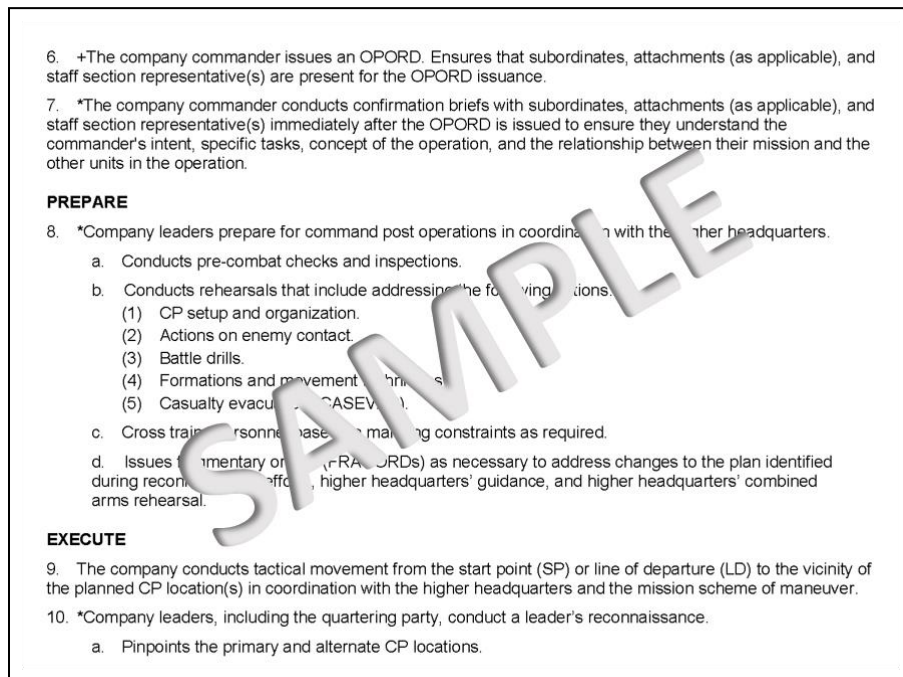 6. +The company commander issues an OPORD. Ensures that subordinates, attachments (as applicable), and
staff section representative(s) are present for the OPORD issuance.
7. *The company commander conducts confirmation briefs with subordinates, attachments (as applicable), and
staff section representative(s) immediately after the OPORD is issued to ensure they understand the
commander's intent, specific tasks, concept of the operation, and the relationship between their mission and the
other units in the operation.
PREPARE
8. *Company leaders prepare for command post operations in with the headquarters.
a. Conducts pre-combat checks and inspections.
b. Conducts rehearsals that include addressing the
(1) CP setup and organization.
(2) Actions on enemy contact.
(3) Battle drills.
(4) Formations and movement
(5) Casualty
c. Cross constraints as required.
d. Issues as necessary to address changes to the plan identified
during higher headquarters' guidance, and higher headquarters' combined
arms rehearsal.
SAMPLE
EXECUTE
9. The company conducts tactical movement from the start point (SP) or line of departure (LD) to the vicinity of
the planned CP location(s) in coordination with the higher headquarters and the mission scheme of maneuver.
10. *Company leaders, including the quartering party, conduct a leader's reconnaissance.
a. Pinpoints the primary and alternate CP locations.